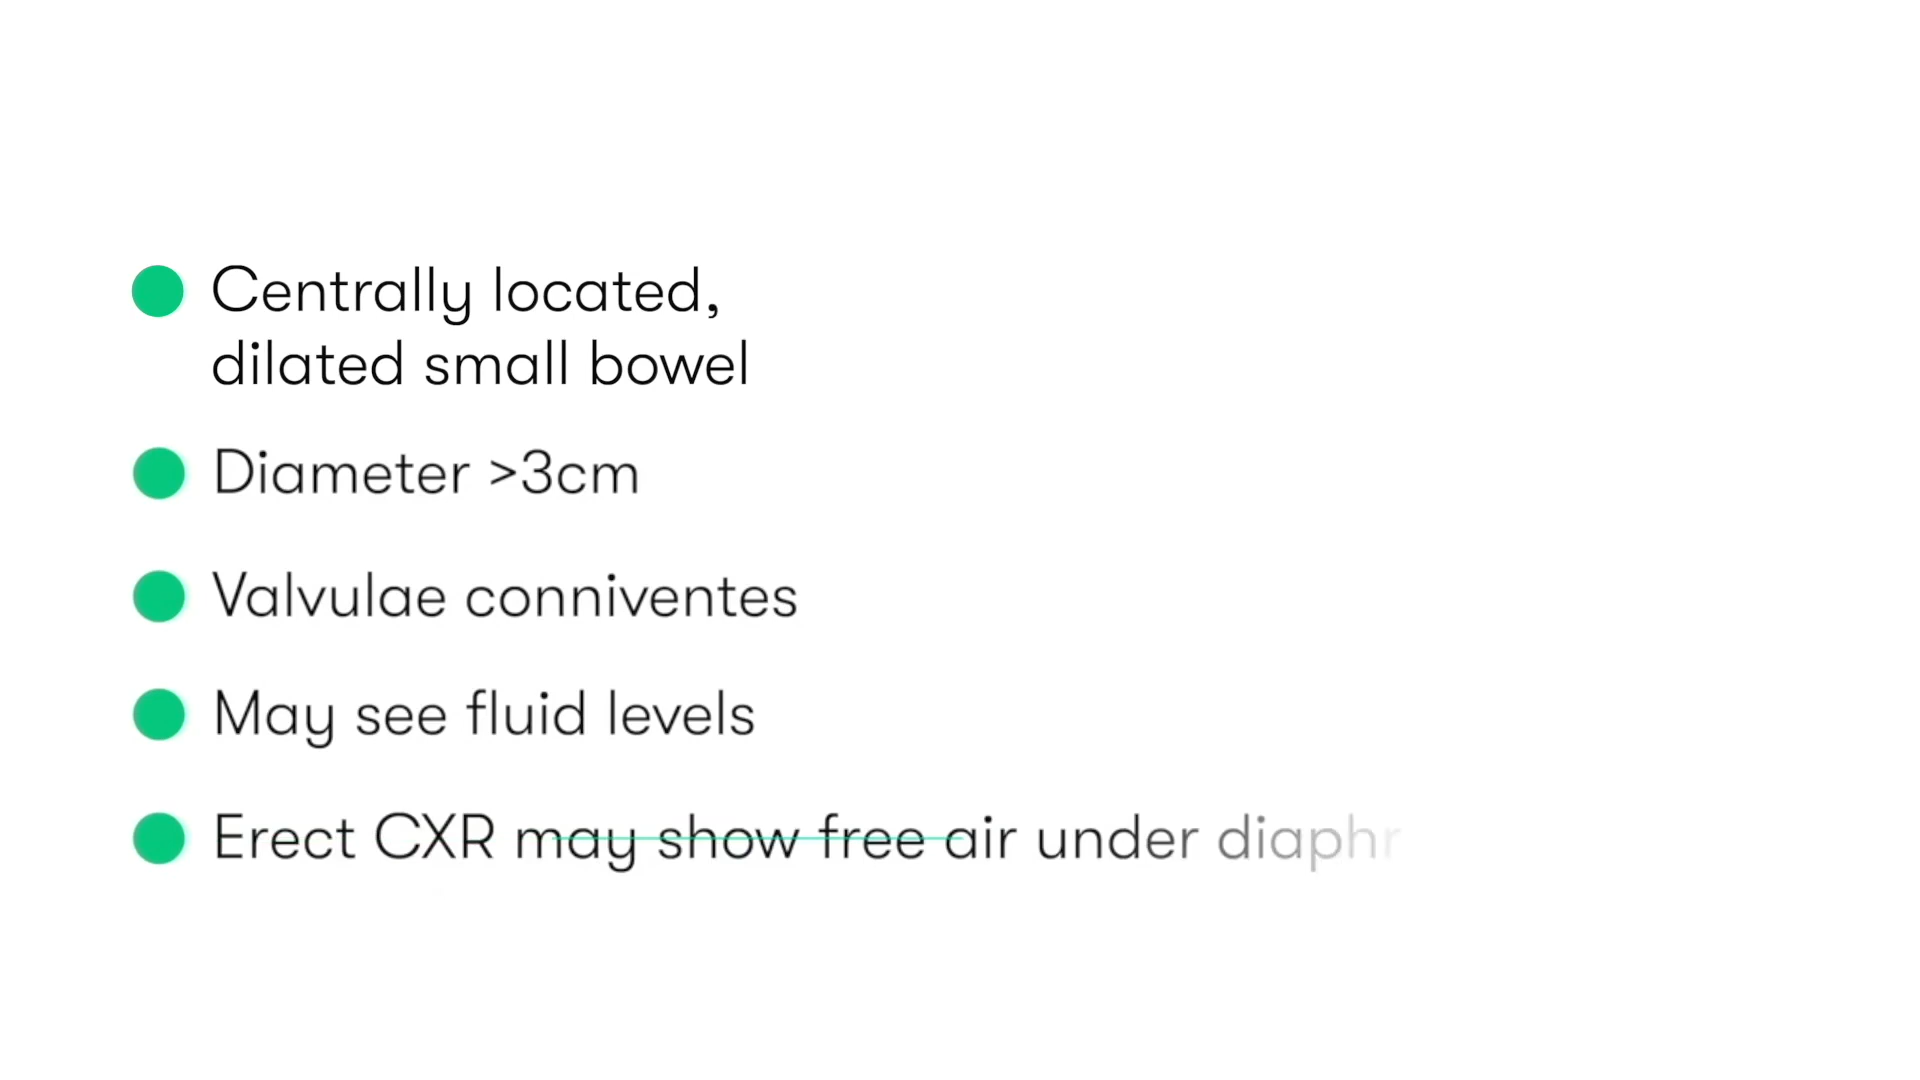 Centrally located,
dilated small bowel
Diameter >3cm
Valvulae conniventes
May see fluid levels
Erect CXR may show free air under diaphr